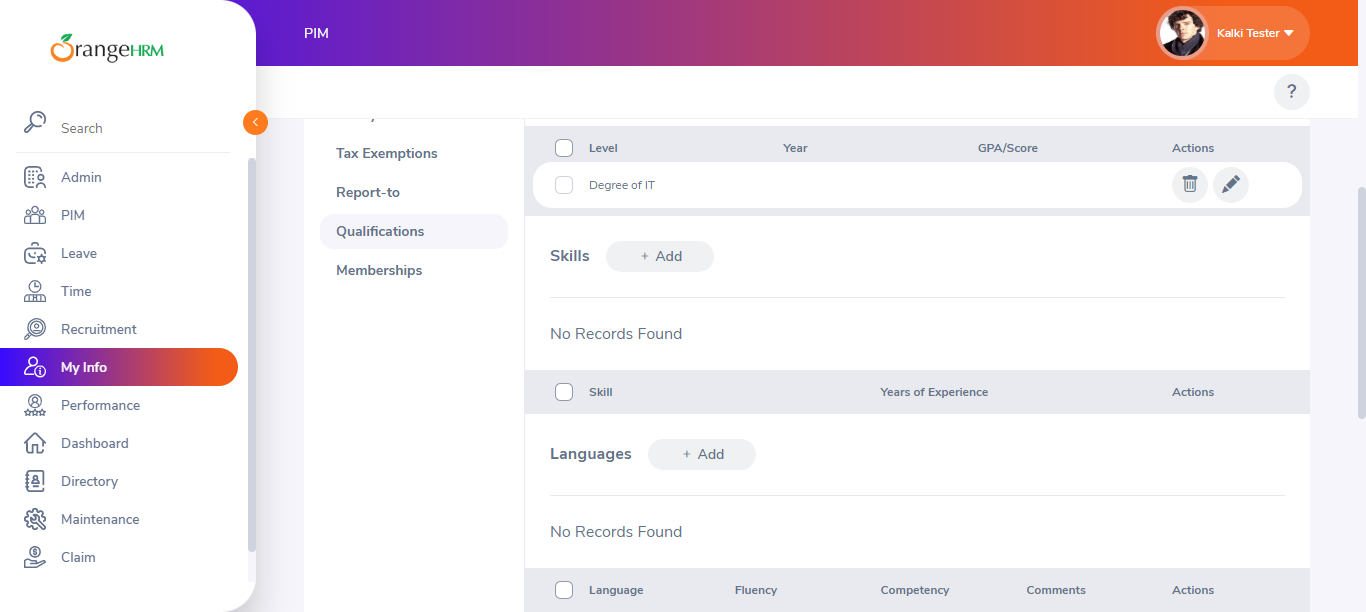 OrangeHRM
PIM
Kalki Tester
?
Search
Admin
PIM
Leave
Time
Recruitment
My Info
Performance
Dashboard
Directory
Maintenance
Claim
Tax Exemptions
Report-to
Qualifications
Memberships
Level Year GPA/Score Actions
Degree of IT
Skills + Add
No Records Found
Skill Years of Experience Actions
Languages + Add
No Records Found
Language Fluency Competency Comments Actions